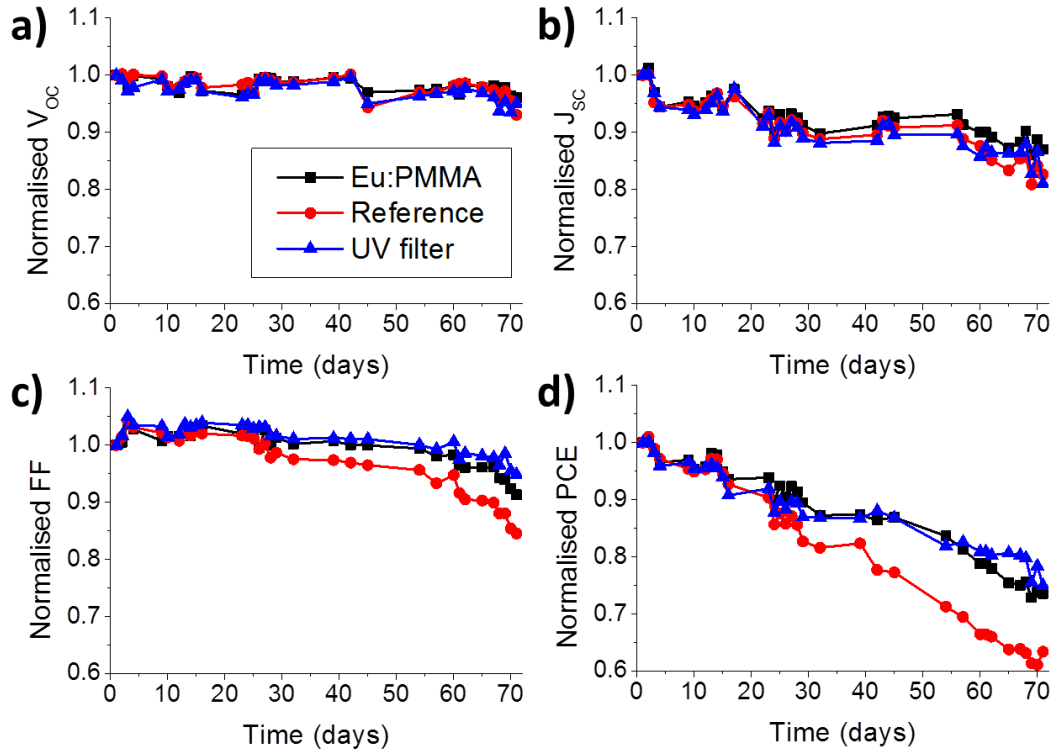 a)
1.1
1.0
0.9
0.8
0.7
0.6
Normalised V_OC
Eu:PMMA
Reference
UV filter
0 10 20 30 40 50 60 70
Time (days)
b)
1.1
1.0
0.9
0.8
0.7
0.6
Normalised J_SC
0 10 20 30 40 50 60 70
Time (days)
c)
1.1
1.0
0.9
0.8
0.7
0.6
Normalised FF
0 10 20 30 40 50 60 70
Time (days)
d)
1.1
1.0
0.9
0.8
0.7
0.6
Normalised PCE
0 10 20 30 40 50 60 70
Time (days)